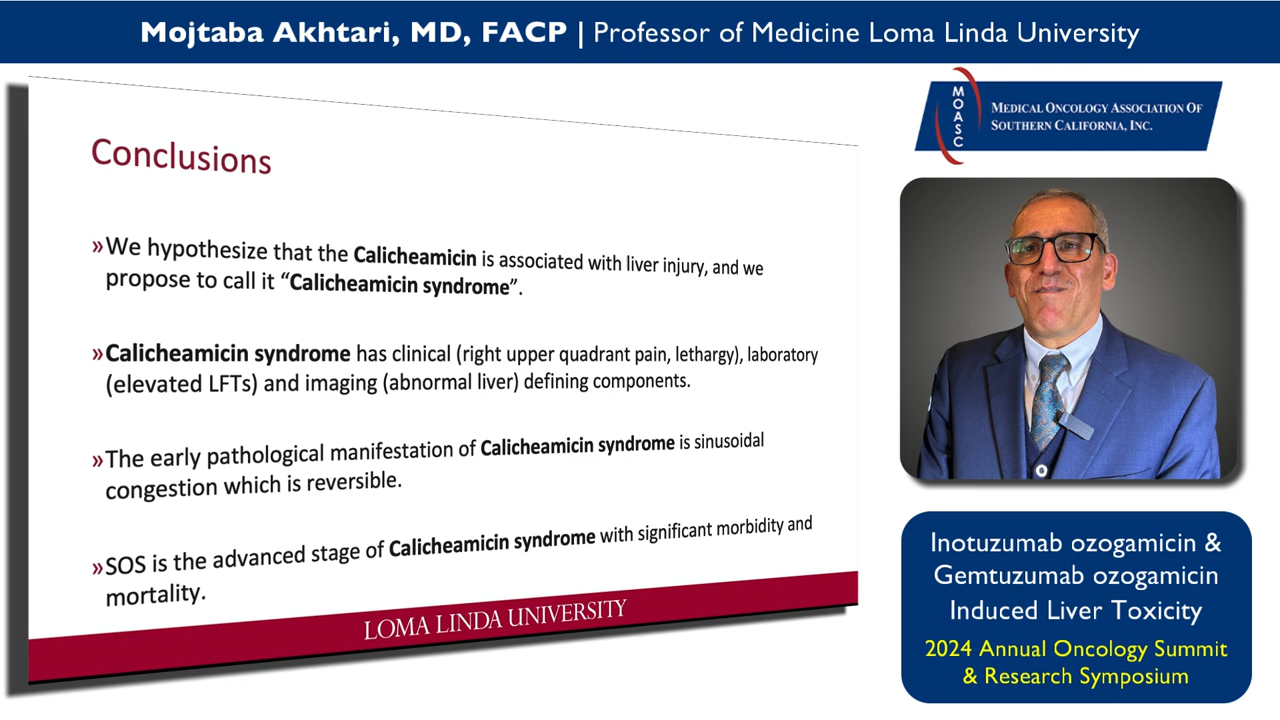 Mojtaba Akhtari, MD, FACP | Professor of Medicine Loma Linda University
Conclusions
»We hypothesize that the Calicheamicin is associated with liver injury, and we
propose to call it “Calicheamicin syndrome”.
»Calicheamicin syndrome has clinical (right upper quadrant pain, lethargy), laboratory
(elevated LFTs) and imaging (abnormal liver) defining components.
»The early pathological manifestation of Calicheamicin syndrome is sinusoidal
congestion which is reversible.
»SOS is the advanced stage of Calicheamicin syndrome with significant morbidity and
mortality.
LOMA LINDA UNIVERSITY
MOASC
MEDICAL ONCOLOGY ASSOCIATION OF
SOUTHERN CALIFORNIA, INC.
Inotuzumab ozogamicin &
Gemtuzumab ozogamicin
Induced Liver Toxicity
2024 Annual Oncology Summit
& Research Symposium